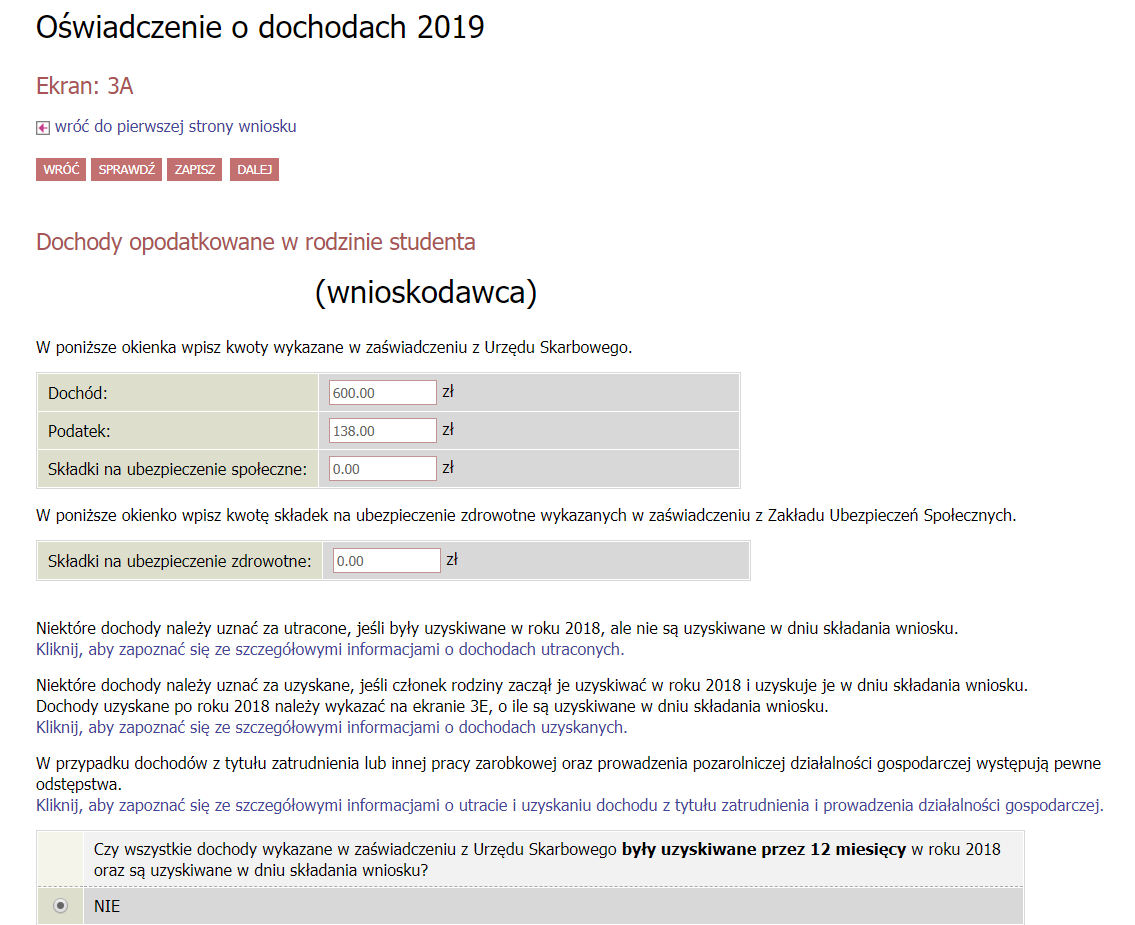 Oświadczenie o dochodach 2019
Ekran: 3A
wróć do pierwszej strony wniosku
WRÓĆ SPRAWDŹ ZAPISZ DALEJ
Dochody opodatkowane w rodzinie studenta
(wnioskodawca)
W poniższe okienka wpisz kwoty wykazane w zaświadczeniu z Urzędu Skarbowego.
Dochód: 600.00 zł
Podatek: 138.00 zł
Składki na ubezpieczenie społeczne: 0.00 zł
W poniższe okienko wpisz kwotę składek na ubezpieczenie zdrowotne wykazanych w zaświadczeniu z Zakładu Ubezpieczeń Społecznych.
Składki na ubezpieczenie zdrowotne: 0.00 zł
Niektóre dochody należy uznać za utracone, jeśli były uzyskiwane w roku 2018, ale nie są uzyskiwane w dniu składania wniosku.
Kliknij, aby zapoznać się ze szczegółowymi informacjami o dochodach utraconych.
Niektóre dochody należy uznać za uzyskane, jeśli członek rodziny zaczął je uzyskiwać w roku 2018 i uzyskuje je w dniu składania wniosku.
Dochody uzyskane po roku 2018 należy wykazać na ekranie 3E, o ile są uzyskiwane w dniu składania wniosku.
Kliknij, aby zapoznać się ze szczegółowymi informacjami o dochodach uzyskanych.
W przypadku dochodów z tytułu zatrudnienia lub innej pracy zarobkowej oraz prowadzenia pozarolniczej działalności gospodarczej występują pewne
odstępstwa.
Kliknij, aby zapoznać się ze szczegółowymi informacjami o utracie i uzyskaniu dochodu z tytułu zatrudnienia i prowadzenia działalności gospodarczej.
Czy wszystkie dochody wykazane w zaświadczeniu z Urzędu Skarbowego były uzyskiwane przez 12 miesięcy w roku 2018
oraz są uzyskiwane w dniu składania wniosku?
NIE